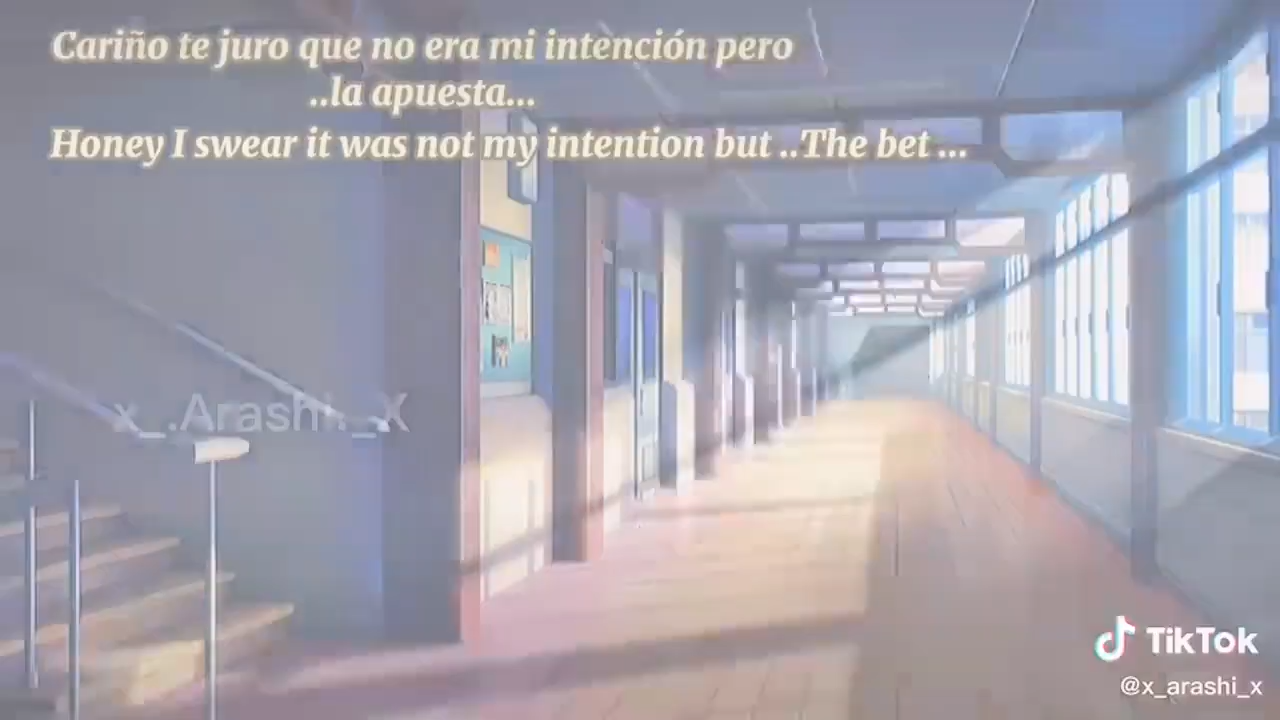 Cariño te juro que no era mi intención pero
..la apuesta...
Honey I swear it was not my intention but ..The bet ...
x_.Arashi._X
TikTok
@x_arashi_x